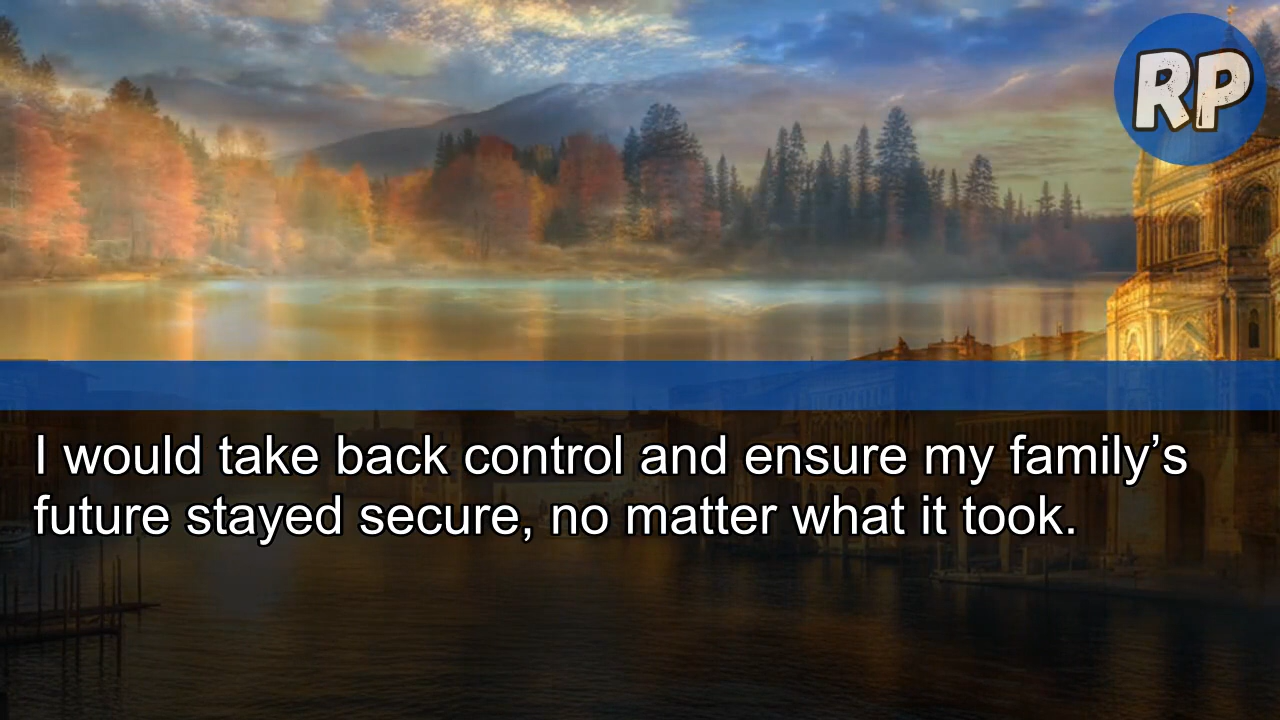 RP
I would take back control and ensure my family’s
future stayed secure, no matter what it took.